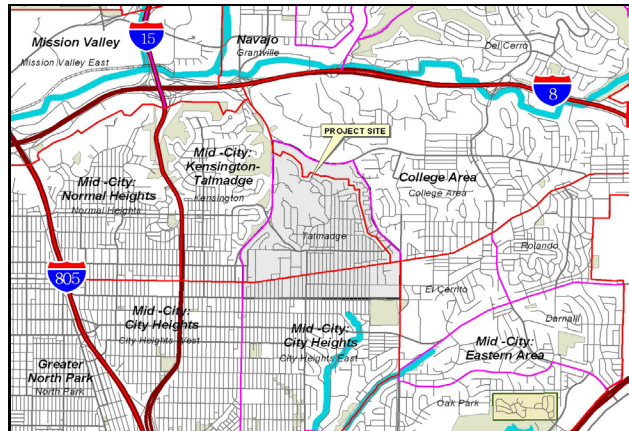 Mission Valley
Mission Valley East
15
Navajo
Grantville
Del Cerro
8
PROJECT SITE
Mid -City:
Kensington-
Talmadge
Kensington
College Area
College Area
Mid -City:
Normal Heights
Normal Heights
Talmadge
Rolando
805
El Cerrito
Mid -City:
City Heights
City Heights West
Mid -City:
City Heights
City Heights East
Darnall
Mid -City:
Eastern Area
Greater
North Park
North Park
Oak Park